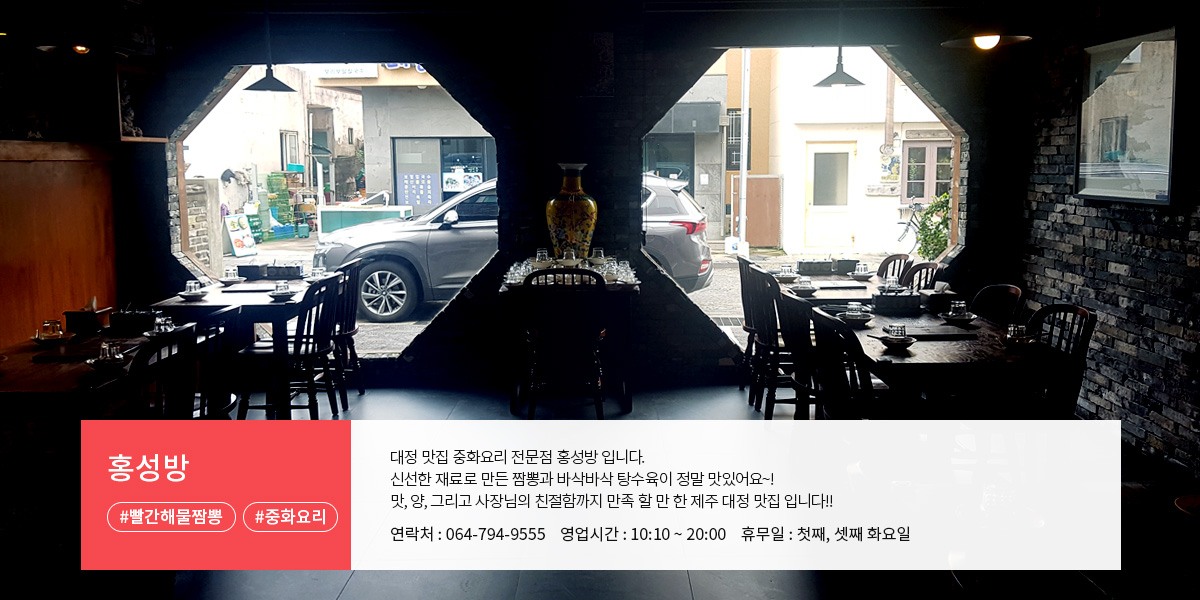 홍성방
#빨간해물짬뽕 #중화요리
대정 맛집 중화요리 전문점 홍성방 입니다.
신선한 재료로 만든 짬뽕과 바삭바삭 탕수육이 정말 맛있어요~!
맛, 양, 그리고 사장님의 친절함까지 만족 할 만 한 제주 대정 맛집 입니다!!
연락처 : 064-794-9555 영업시간 : 10:10 ~ 20:00 휴무일 : 첫째, 셋째 화요일